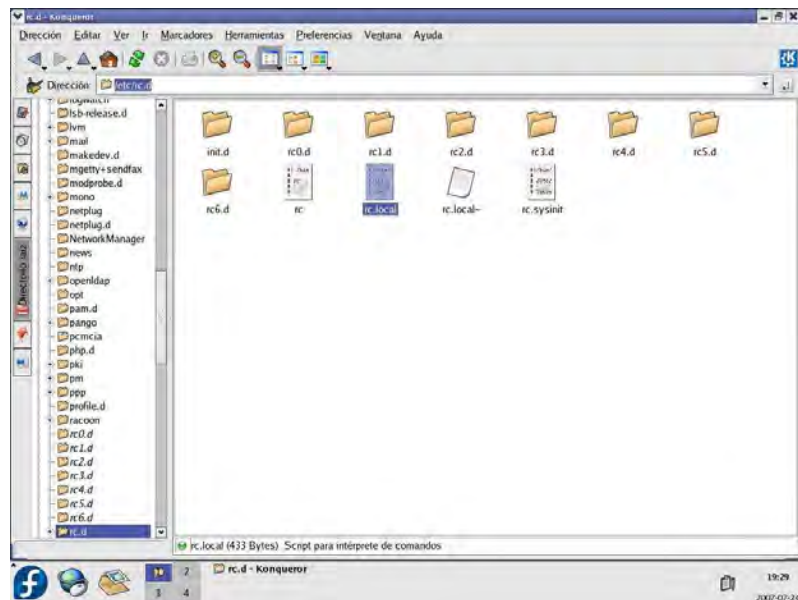 rc.d - Konqueror
Dirección Editar Ver Ir Marcadores Herramientas Preferencias Ventana Ayuda
Dirección: /etc/rc.d
logwatch
lsb-release.d
lvm
mail
makedev.d
mgetty+sendfax
modprobe.d
mono
netplug
netplug.d
NetworkManager
news
ntp
openldap
opt
pam.d
pango
pcmcia
php.d
pki
pm
ppp
profile.d
racoon
rc0.d
rc1.d
rc2.d
rc3.d
rc4.d
rc5.d
rc6.d
rc.d
Directorio raíz
init.d rc0.d rc1.d rc2.d rc3.d rc4.d rc5.d
rc6.d rc rc.local rc.local~ rc.sysinit
rc.local (433 Bytes) Script para intérprete de comandos
2
3 4
rc.d - Konqueror
19:29